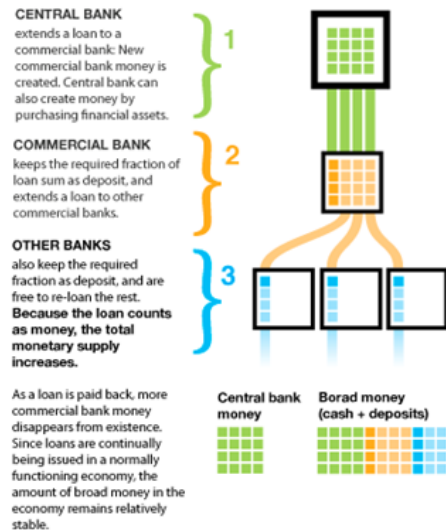 CENTRAL BANK
extends a loan to a
commercial bank: New
commercial bank money is
created. Central bank can
also create money by
purchasing financial assets.
1
COMMERCIAL BANK
keeps the required fraction of
loan sum as deposit, and
extends a loan to other
commercial banks.
2
OTHER BANKS
also keep the required
fraction as deposit, and are
free to re-loan the rest.
Because the loan counts
as money, the total
monetary supply
increases.
3
As a loan is paid back, more
commercial bank money
disappears from existence.
Since loans are continually
being issued in a normally
functioning economy, the
amount of broad money in the
economy remains relatively
stable.
Central bank
money
Borad money
(cash + deposits)